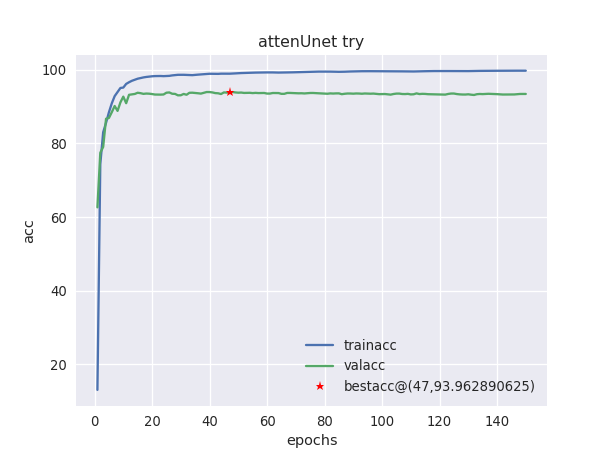 attenUnet try
100
80
60
40
20
acc
0 20 40 60 80 100 120 140
epochs
trainacc
valacc
bestacc@(47,93.962890625)